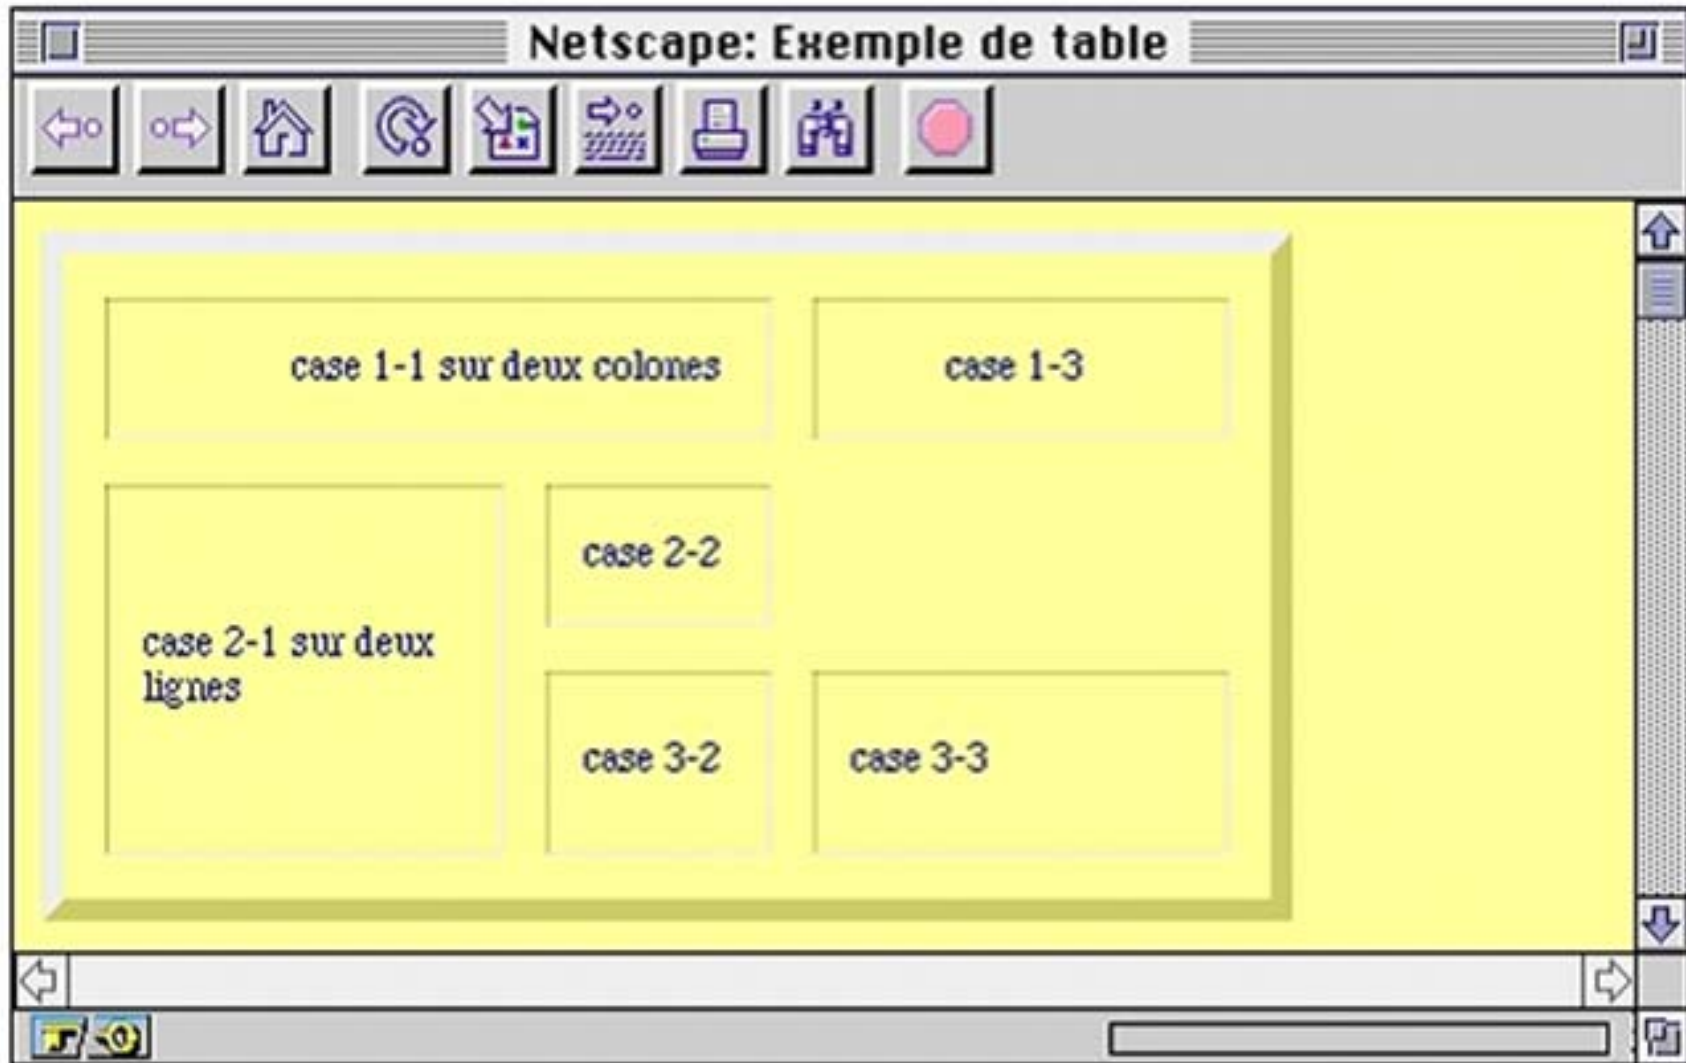 Netscape: Exemple de table
case 1-1 sur deux colones
case 1-3
case 2-2
case 2-1 sur deux
lignes
case 3-2
case 3-3